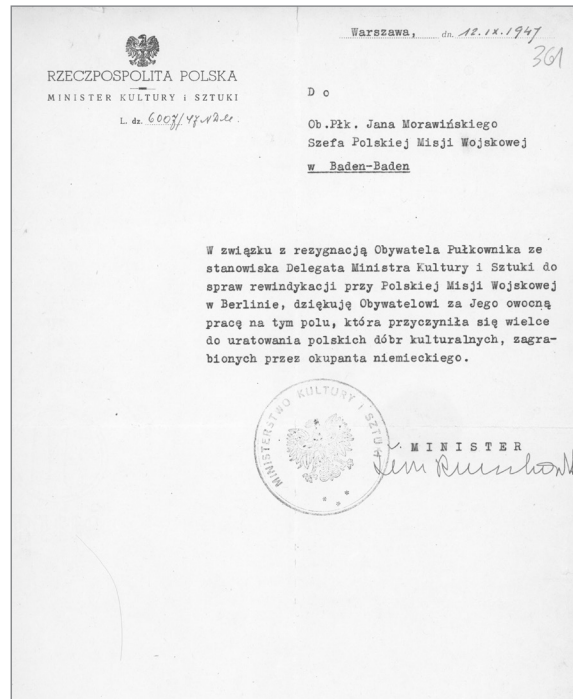 Warszawa, dn. 12.IX.1947
361
RZECZPOSPOLITA POLSKA
MINISTER KULTURY i SZTUKI
L. dz. 6007/47
D o
Ob.Płk. Jana Morawińskiego
Szefa Polskiej Misji Wojskowej
w Baden-Baden
W związku z rezygnacją Obywatela Pułkownika ze
stanowiska Delegata Ministra Kultury i Sztuki do
spraw rewindykacji przy Polskiej Misji Wojskowej
w Berlinie, dziękuję Obywatelowi za Jego owocną
pracę na tym polu, która przyczyniła się wielce
do uratowania polskich dóbr kulturalnych, zagra-
bionych przez okupanta niemieckiego.
MINISTERSTWO KULTURY I SZTUKI
M I N I S T E R